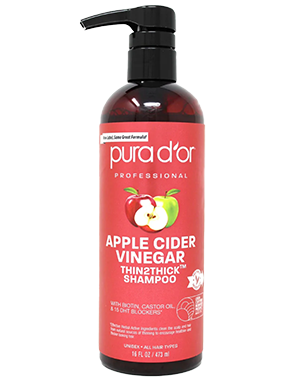 New Label, Same Great Formula!
pura d'or
PROFESSIONAL
APPLE CIDER
VINEGAR
THIN2THICK™
SHAMPOO
WITH BIOTIN, CASTOR OIL,
& 15 DHT BLOCKERS*
UNISEX • ALL HAIR TYPES
16 FL OZ / 473 ml